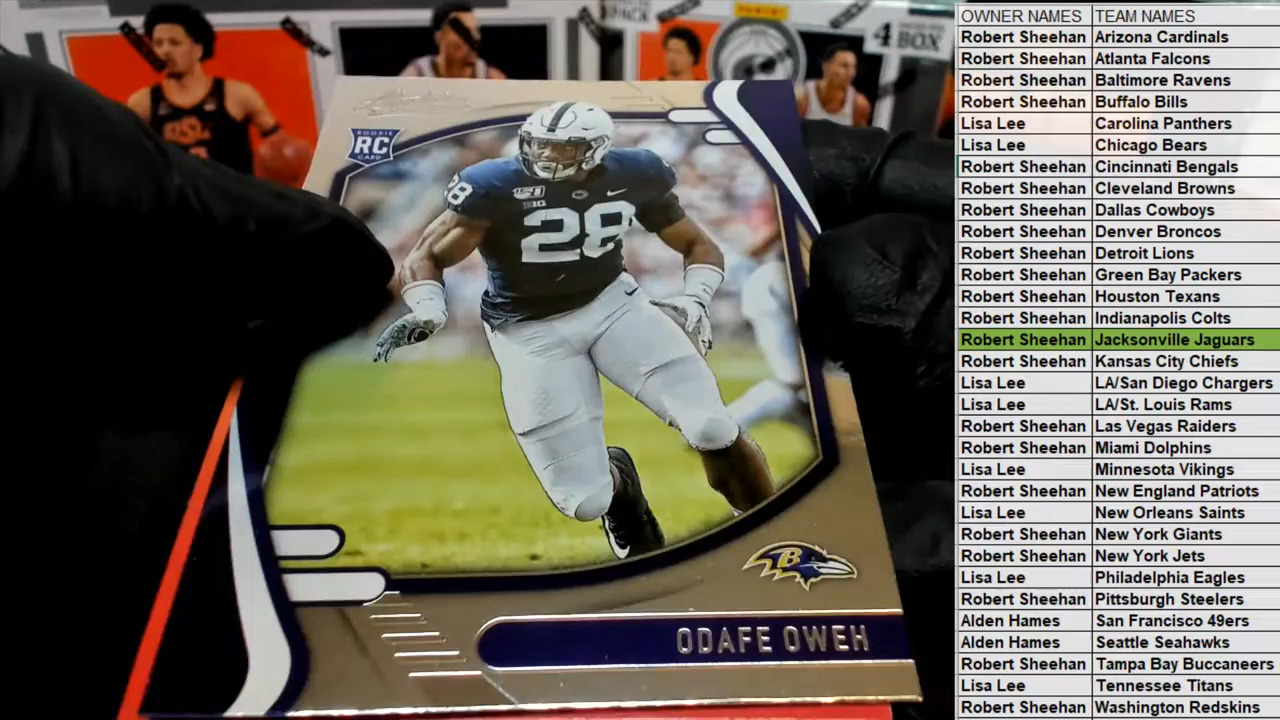 4
BOX
PANINI
ROOKIE
RC
CARD
28
150
B1G
28
B
ODAFE OWEH
OWNER NAMES TEAM NAMES
Robert Sheehan Arizona Cardinals
Robert Sheehan Atlanta Falcons
Robert Sheehan Baltimore Ravens
Robert Sheehan Buffalo Bills
Lisa Lee Carolina Panthers
Lisa Lee Chicago Bears
Robert Sheehan Cincinnati Bengals
Robert Sheehan Cleveland Browns
Robert Sheehan Dallas Cowboys
Robert Sheehan Denver Broncos
Robert Sheehan Detroit Lions
Robert Sheehan Green Bay Packers
Robert Sheehan Houston Texans
Robert Sheehan Indianapolis Colts
Robert Sheehan Jacksonville Jaguars
Robert Sheehan Kansas City Chiefs
Lisa Lee LA/San Diego Chargers
Lisa Lee LA/St. Louis Rams
Robert Sheehan Las Vegas Raiders
Robert Sheehan Miami Dolphins
Lisa Lee Minnesota Vikings
Robert Sheehan New England Patriots
Lisa Lee New Orleans Saints
Robert Sheehan New York Giants
Robert Sheehan New York Jets
Lisa Lee Philadelphia Eagles
Robert Sheehan Pittsburgh Steelers
Alden Hames San Francisco 49ers
Alden Hames Seattle Seahawks
Robert Sheehan Tampa Bay Buccaneers
Lisa Lee Tennessee Titans
Robert Sheehan Washington Redskins